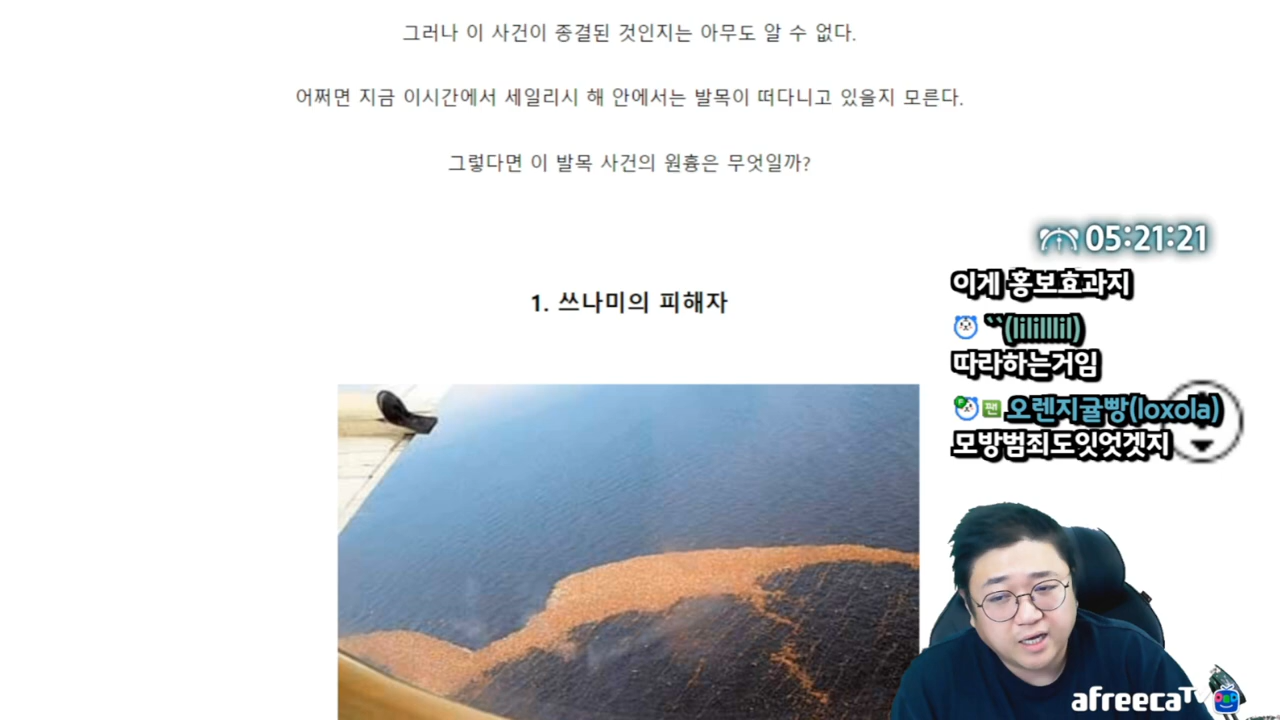 그러나 이 사건이 종결된 것인지는 아무도 알 수 없다.
어쩌면 지금 이시간에서 세일리시 해 안에서는 발목이 떠다니고 있을지 모른다.
그렇다면 이 발목 사건의 원흉은 무엇일까?
1. 쓰나미의 피해자
05:21:21
이게 홍보효과지
따라하는거임
팬 오렌지귤빵(loxola)
모방범죄도잇엇겟지
afreecaTV